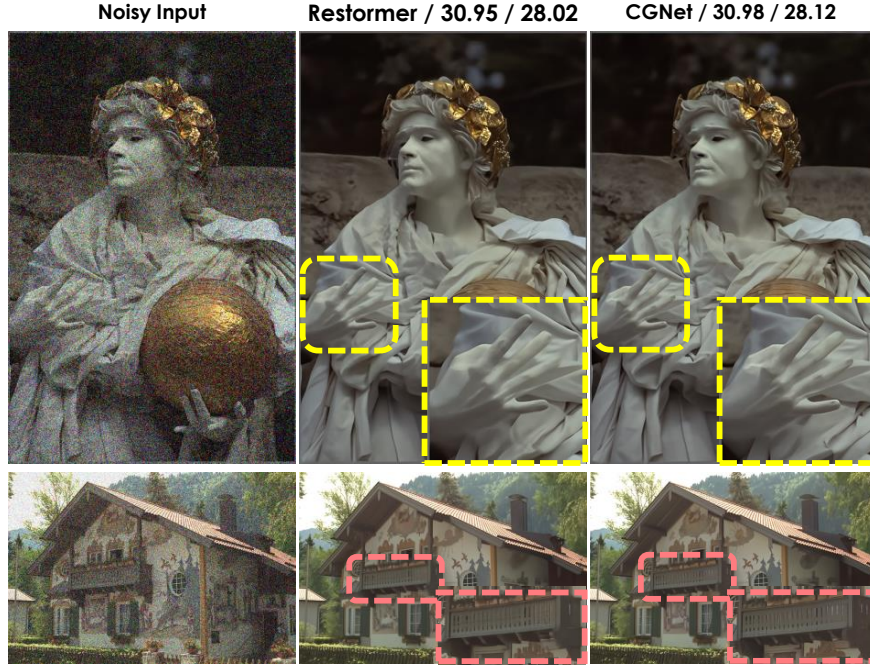 Noisy Input
Restormer / 30.95 / 28.02
CGNet / 30.98 / 28.12